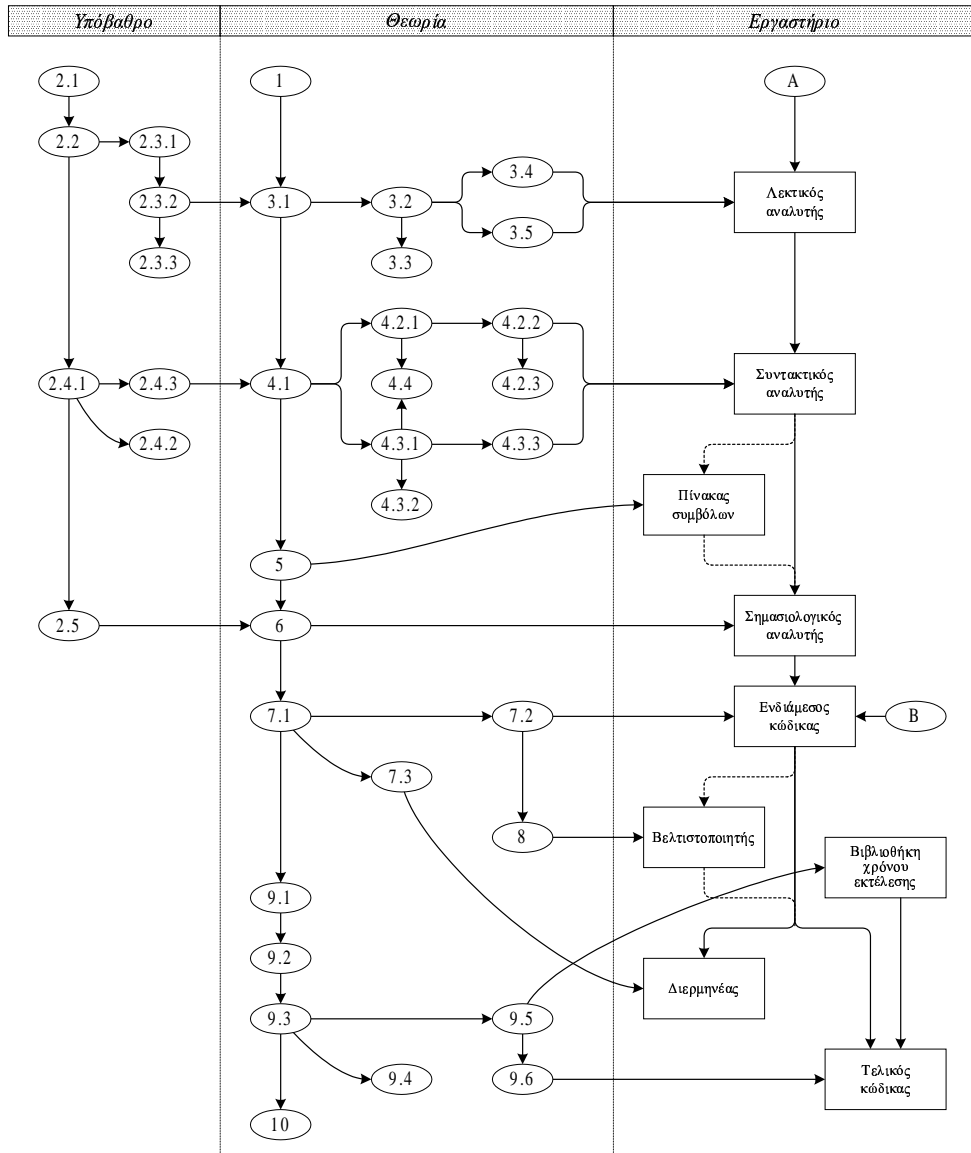 Υπόβαθρο Θεωρία Εργαστήριο
2.1 1 A
2.2 2.3.1
3.4
2.3.2 3.1 3.2 Λεκτικός
αναλυτής
3.5
2.3.3 3.3
4.2.1 4.2.2
2.4.1 2.4.3 4.1 4.4 4.2.3 Συντακτικός
αναλυτής
2.4.2 4.3.1 4.3.3
4.3.2 Πίνακας
συμβόλων
5
2.5 6 Σημασιολογικός
αναλυτής
7.1 7.2 Ενδιάμεσος
κώδικας
B
7.3
8 Βελτιστοποιητής
Βιβλιοθήκη
χρόνου
εκτέλεσης
9.1
9.2
Διερμηνέας
9.3 9.5
9.4 9.6 Τελικός
κώδικας
10